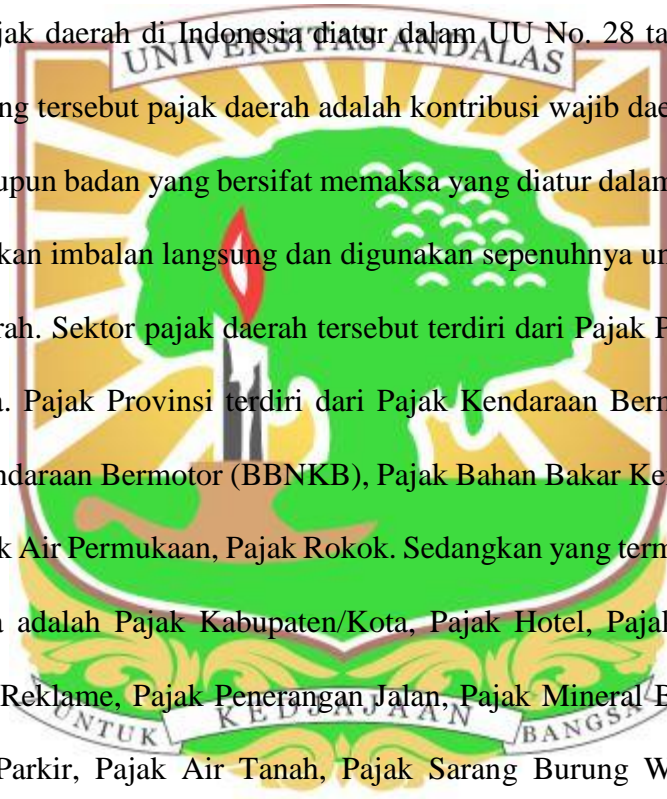 jak daerah di Indonesia diatur dalam UU No. 28 ta
UNIVERSITAS ANDALAS
ng tersebut pajak daerah adalah kontribusi wajib dae
upun badan yang bersifat memaksa yang diatur dalam
kan imbalan langsung dan digunakan sepenuhnya un
rah. Sektor pajak daerah tersebut terdiri dari Pajak P
a. Pajak Provinsi terdiri dari Pajak Kendaraan Berm
ndaraan Bermotor (BBNKB), Pajak Bahan Bakar Ke
k Air Permukaan, Pajak Rokok. Sedangkan yang term
a adalah Pajak Kabupaten/Kota, Pajak Hotel, Pajal
Reklame, Pajak Penerangan Jalan, Pajak Mineral B
UNTUK KEDJAJAAN BANGSA
Parkir, Pajak Air Tanah, Pajak Sarang Burung W